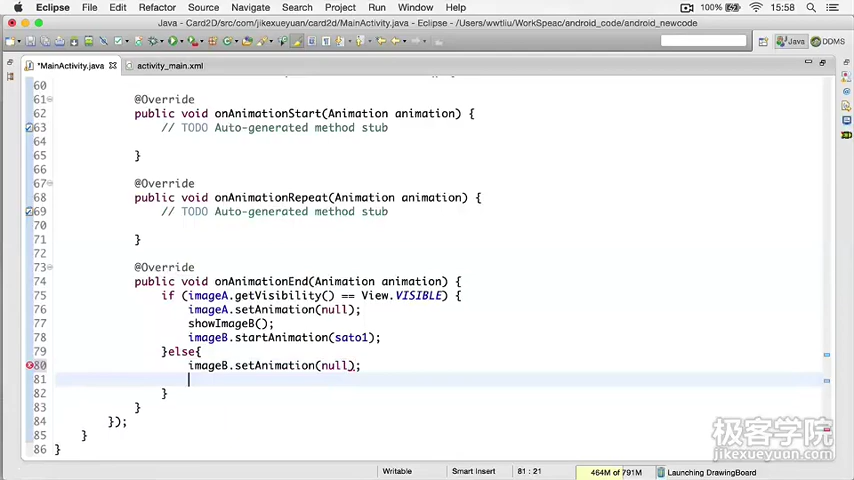 Eclipse File Edit Refactor Source Search Project Run Window Help 100% 15:58
Java - Card2D/src/com/jikexueyuan/card2d/MainActivity.java - Eclipse - /Users/wwtliu/WorkSpeac/android_code/android_newcode
Java DDMS
*MainActivity.java activity_main.xml
60
61 @Override
62 public void onAnimationStart(Animation animation) {
63 // TODO Auto-generated method stub
64
65 }
66
67 @Override
68 public void onAnimationRepeat(Animation animation) {
69 // TODO Auto-generated method stub
70
71 }
72
73 @Override
74 public void onAnimationEnd(Animation animation) {
75 if (imageA.getVisibility() == View.VISIBLE) {
76 imageA.setAnimation(null);
77 showImageB();
78 imageB.startAnimation(sato1);
79 }else{
80 imageB.setAnimation(null);
81
82 }
83 }
84 });
85 }
86 }
极客学院
jikexueyuan.com
Writable Smart Insert 81 : 21 464M of 791M Launching DrawingBoard